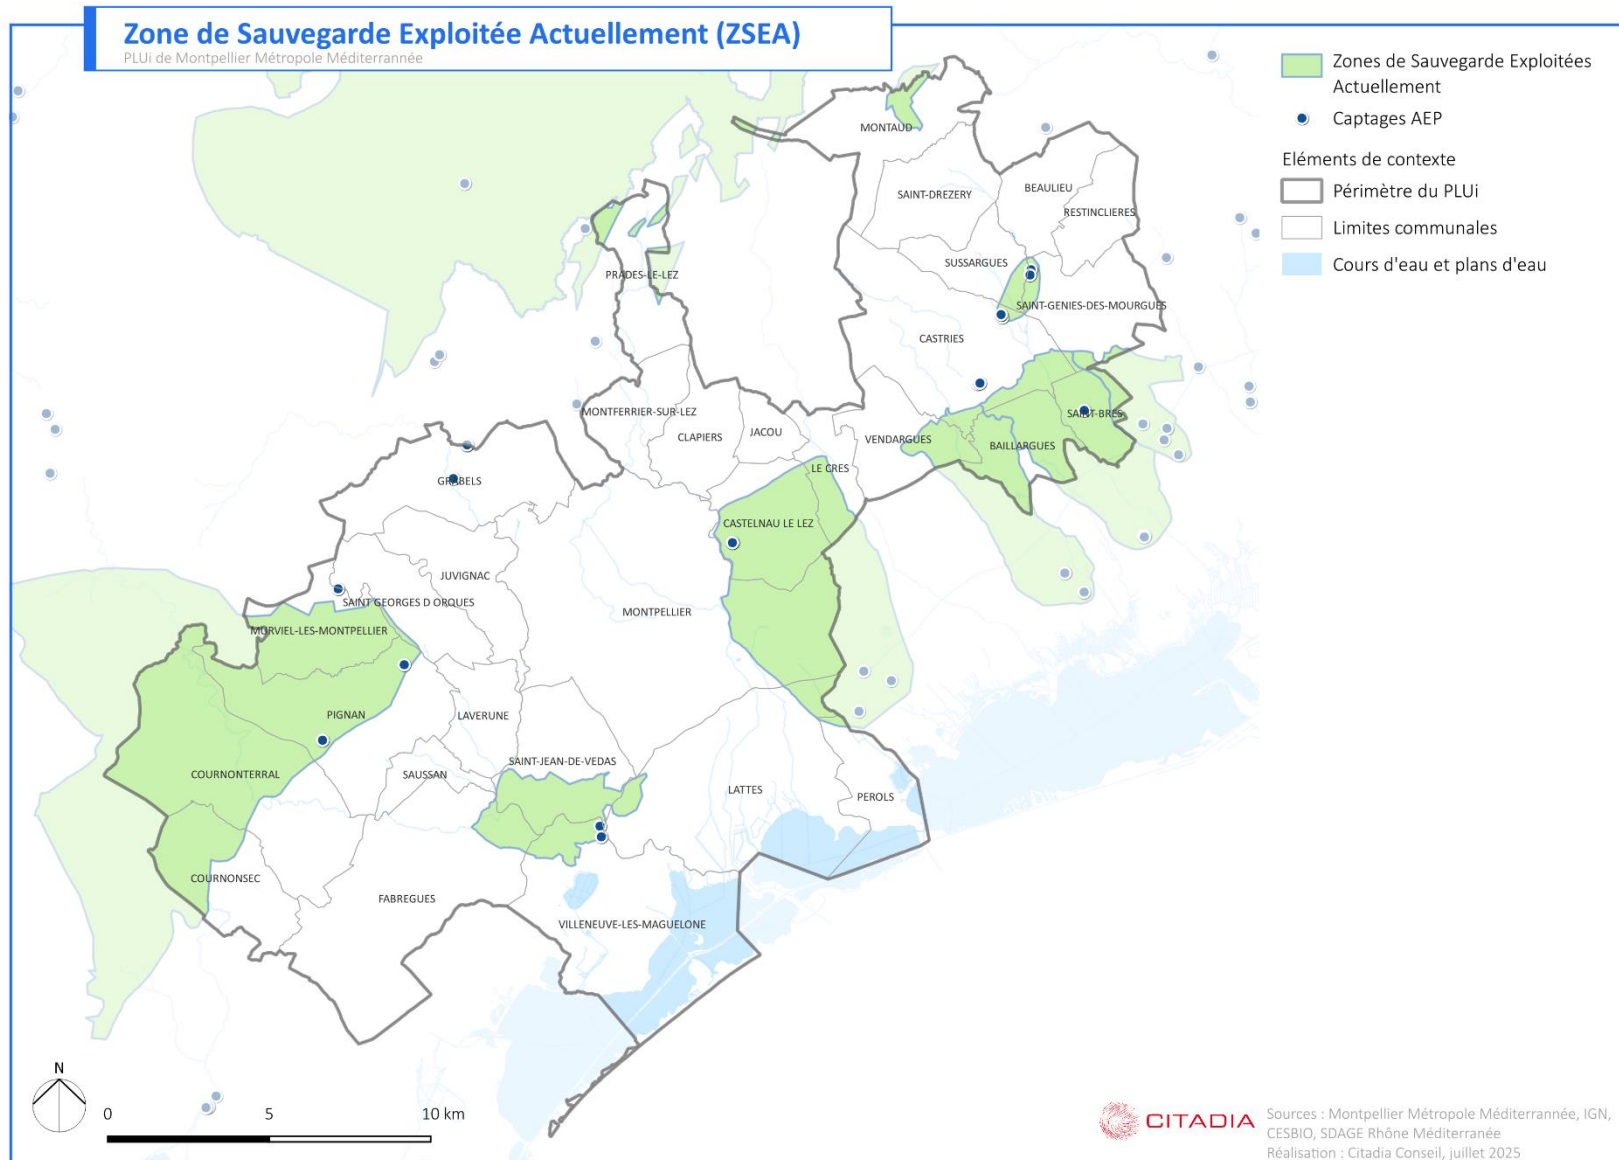 Zone de Sauvegarde Exploitée Actuellement (ZSEA)
PLUi de Montpellier Métropole Méditerrannée
Zones de Sauvegarde Exploitées
Actuellement
Captages AEP
Eléments de contexte
Périmètre du PLUi
Limites communales
Cours d'eau et plans d'eau
MONTAUD
SAINT-DREZERY
BEAULIEU
RESTINCLIERES
SUSSARGUES
PRADES-LE-LEZ
SAINT-GENIES-DES-MOURGUES
CASTRIES
MONTFERRIER-SUR-LEZ
SAINT-BRES
CLAPIERS
JACOU
VENDARGUES
BAILLARGUES
LE CRES
GRABELS
CASTELNAU LE LEZ
JUVIGNAC
SAINT GEORGES D ORQUES
MONTPELLIER
MURVIEL-LES-MONTPELLIER
PIGNAN
LAVERUNE
SAINT-JEAN-DE-VEDAS
COURNONTERRAL
SAUSSAN
LATTES
PEROLS
COURNONSEC
FABREGUES
VILLENEUVE-LES-MAGUELONE
N
0 5 10 km
CITADIA
Sources : Montpellier Métropole Méditerrannée, IGN,
CESBIO, SDAGE Rhône Méditerranée
Réalisation : Citadia Conseil, juillet 2025